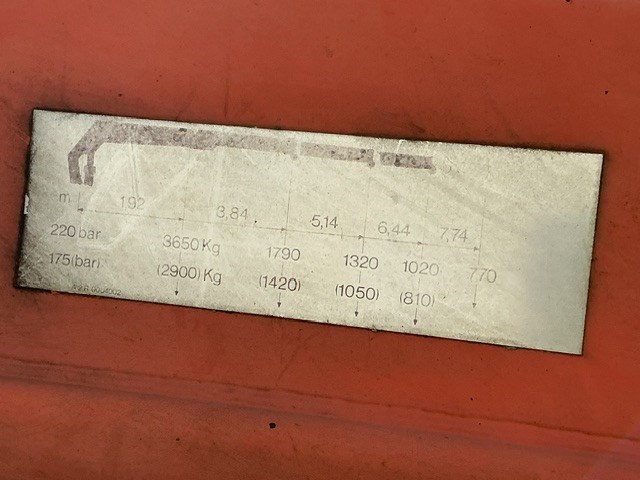 m 1,92 3,84 5,14 6,44 7,74
220 bar 3650 Kg 1790 1320 1020 770
175(bar) (2900) Kg (1420) (1050) (810)